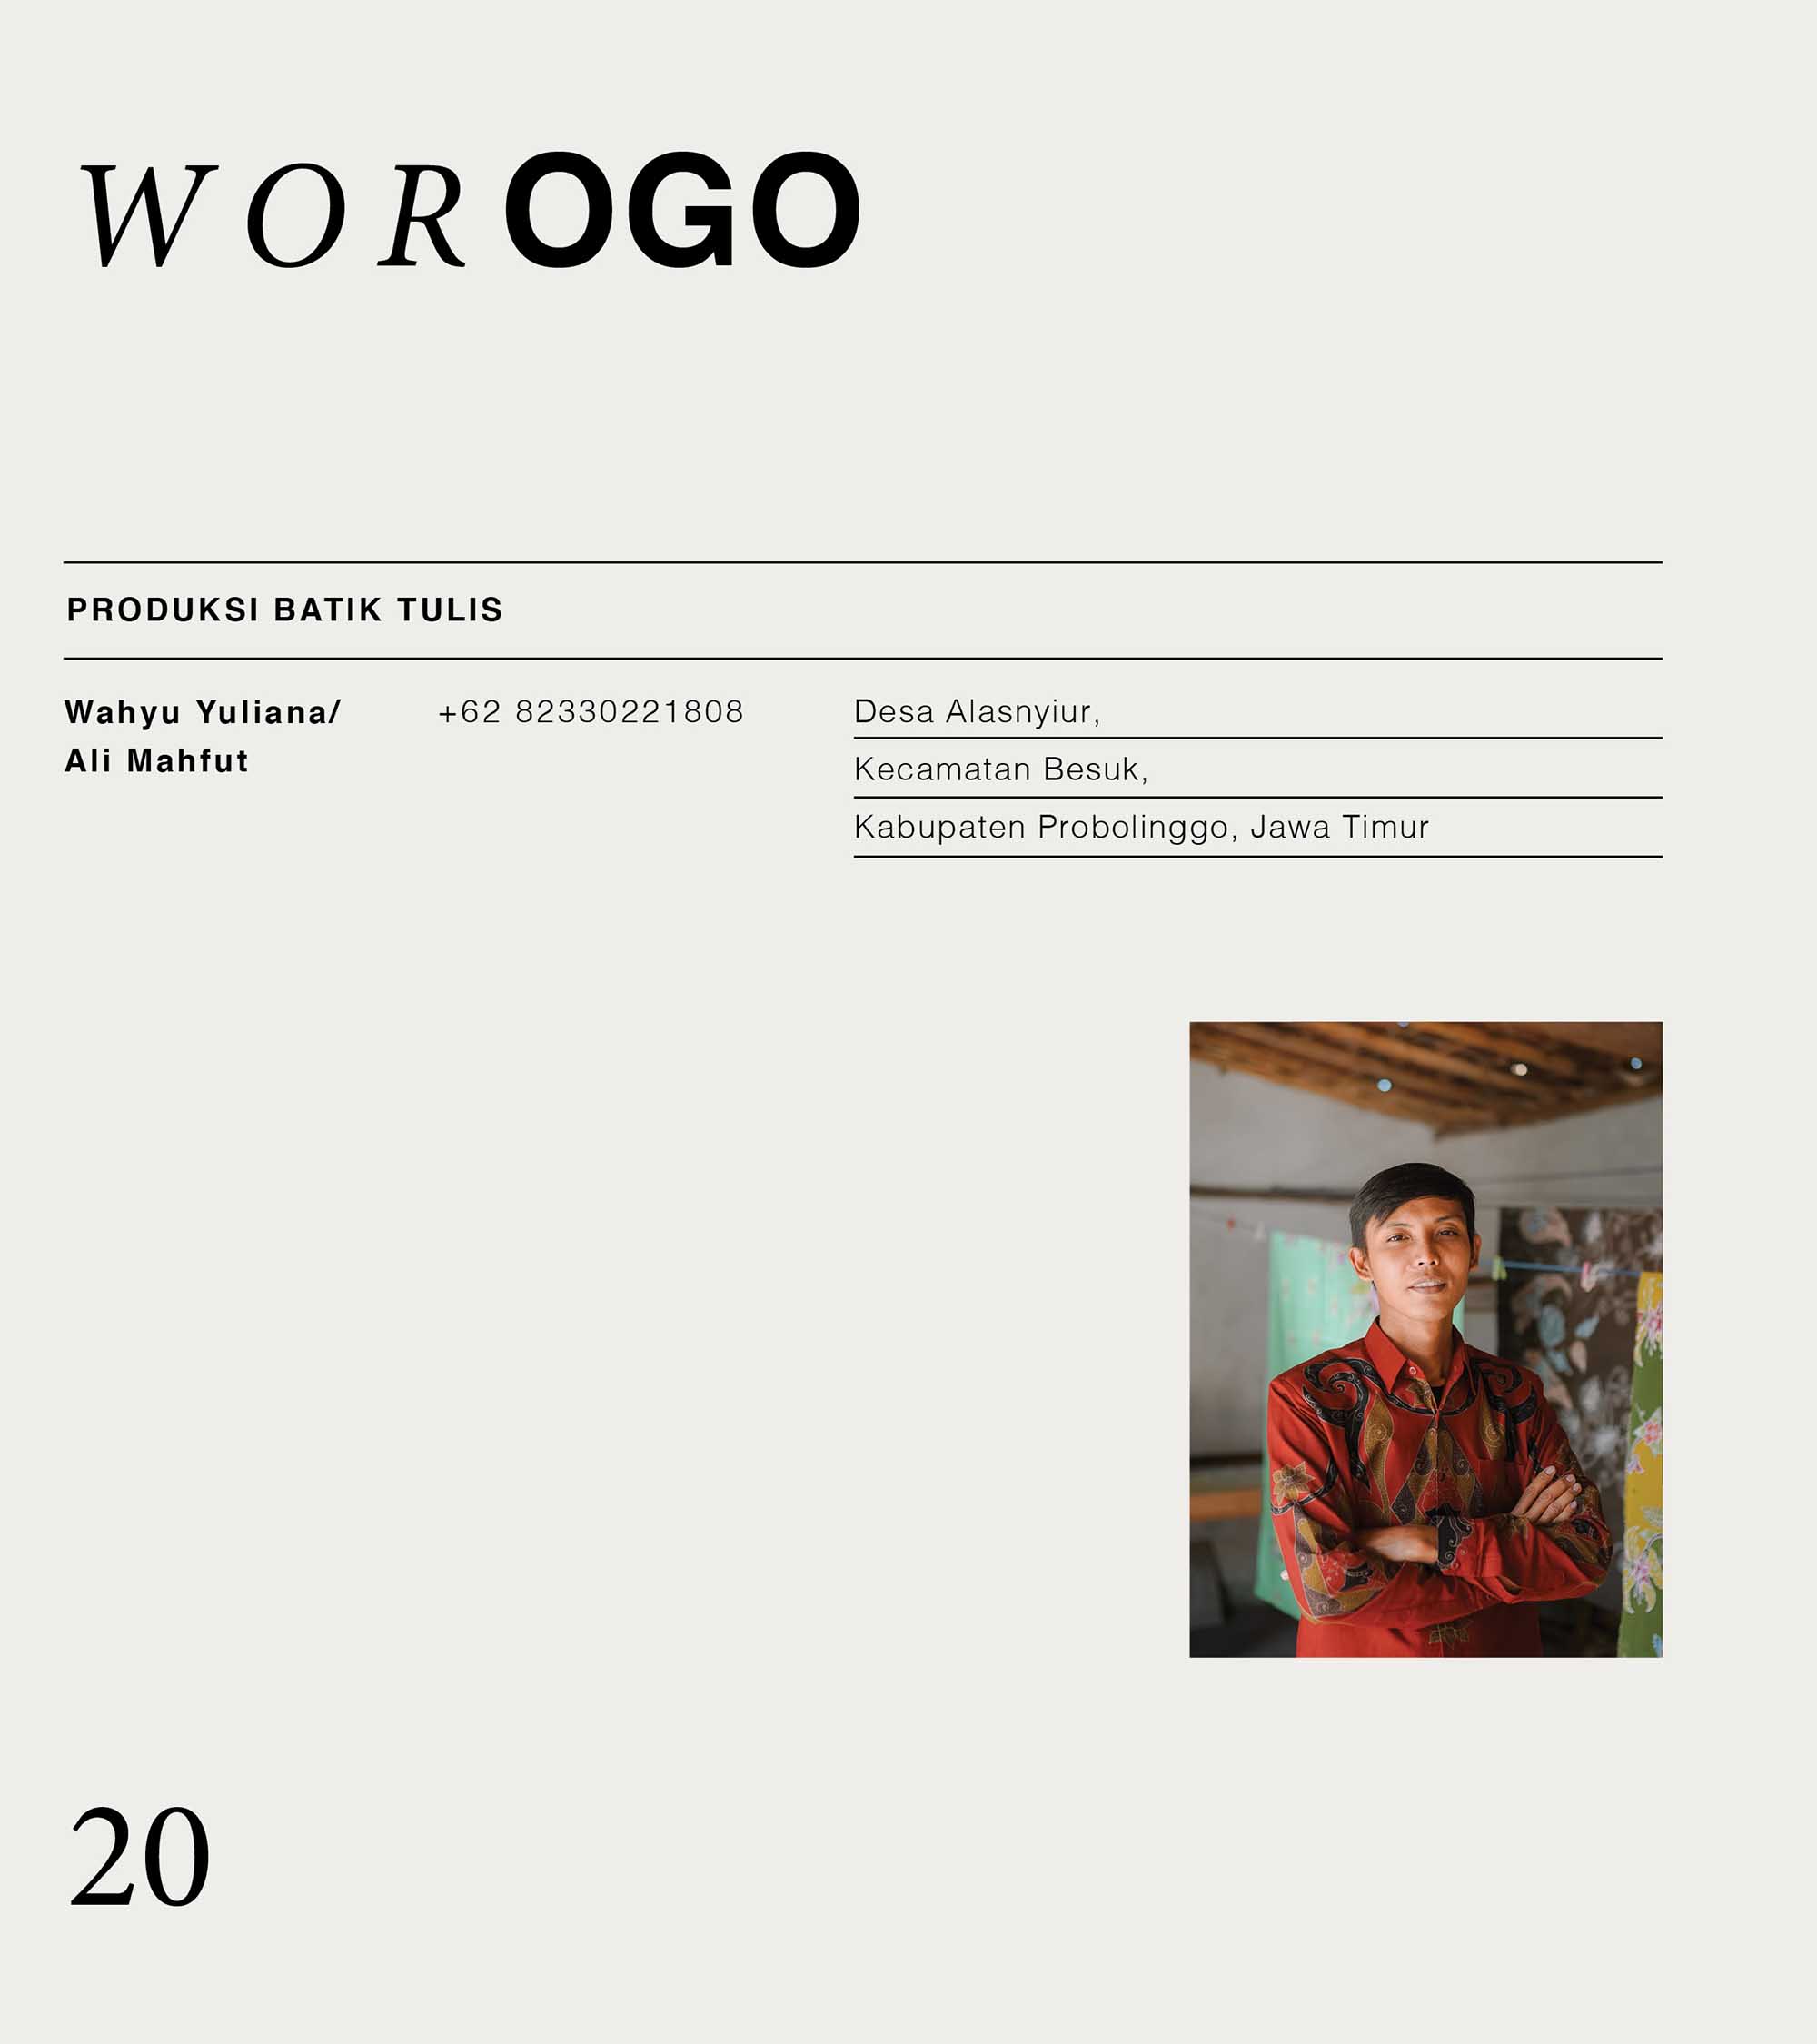 WOROGO
PRODUKSI BATIK TULIS
Wahyu Yuliana/
Ali Mahfut
+62 82330221808
Desa Alasnyiur,
Kecamatan Besuk,
Kabupaten Probolinggo, Jawa Timur
20